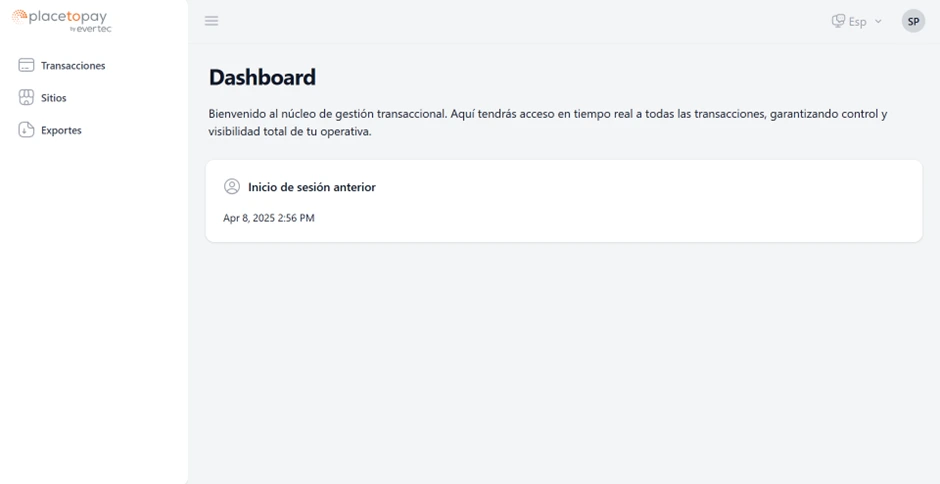 placetopay
by evertec
Esp
SP
Transacciones
Sitios
Exportes
Dashboard
Bienvenido al núcleo de gestión transaccional. Aquí tendrás acceso en tiempo real a todas las transacciones, garantizando control y
visibilidad total de tu operativa.
Inicio de sesión anterior
Apr 8, 2025 2:56 PM